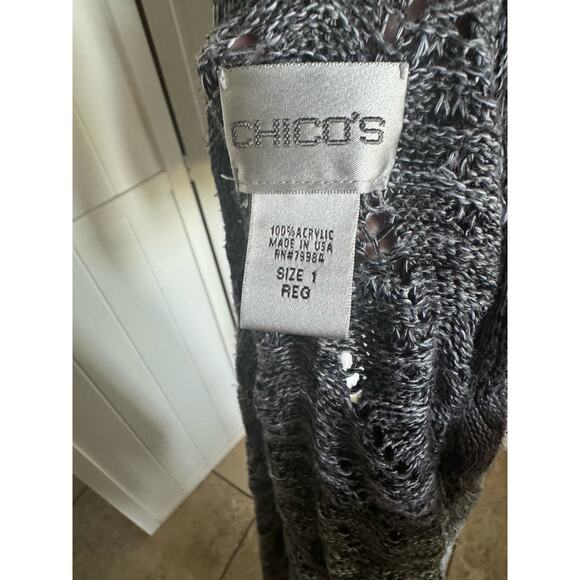 CHICO'S
100% ACRYLIC
MADE IN USA
RN#79984
SIZE 1
REG